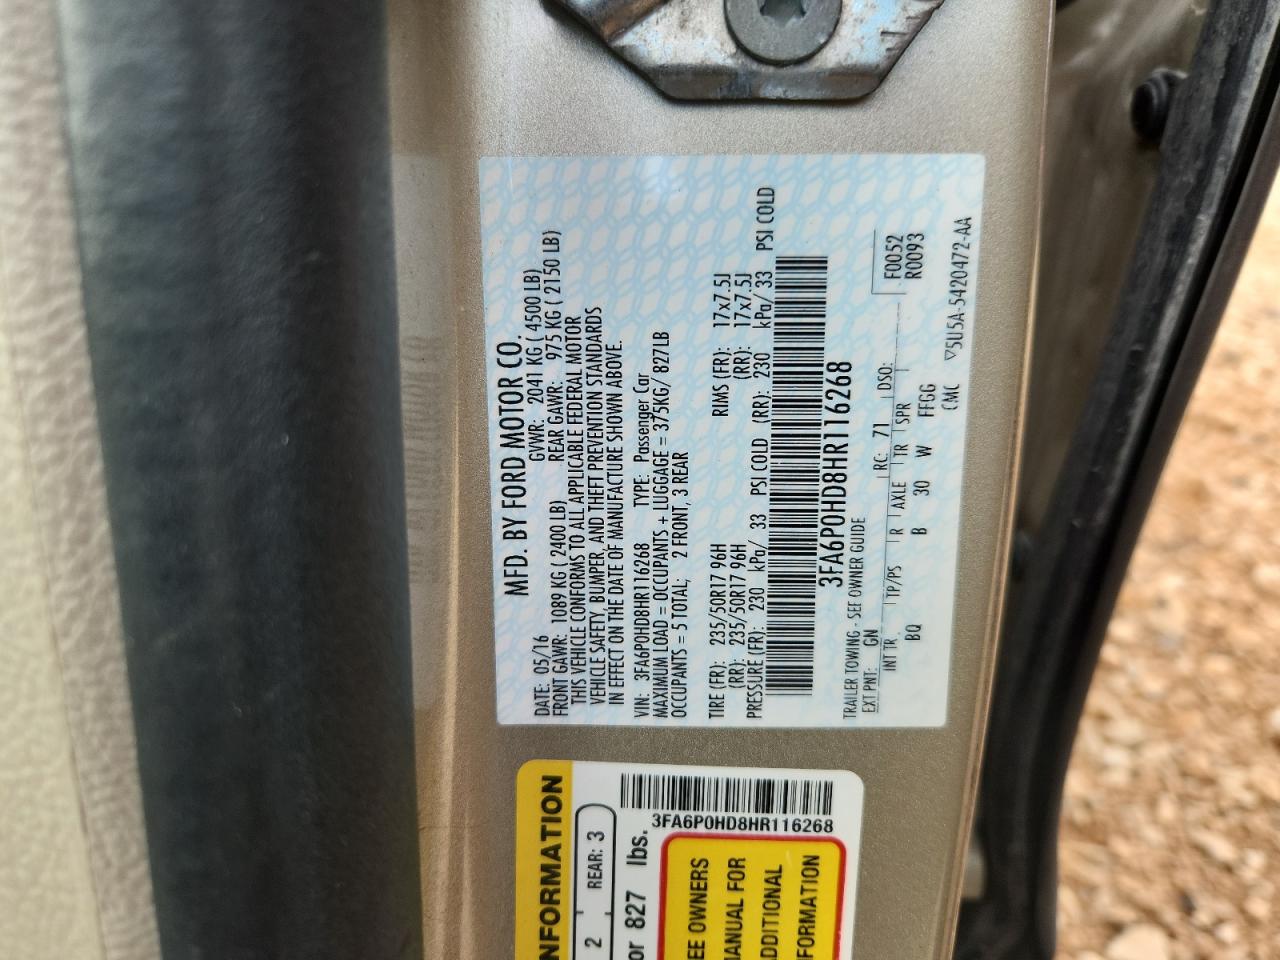 MFD. BY FORD MOTOR CO.
DATE: 05/16 GVWR: 2041 KG ( 4500 LB)
FRONT GAWR: 1089 KG ( 2400 LB) REAR GAWR: 975 KG ( 2150 LB)
THIS VEHICLE CONFORMS TO ALL APPLICABLE FEDERAL MOTOR
VEHICLE SAFETY, BUMPER, AND THEFT PREVENTION STANDARDS
IN EFFECT ON THE DATE OF MANUFACTURE SHOWN ABOVE.
VIN: 3FA6P0HD8HR116268 TYPE: Passenger Car
MAXIMUM LOAD = OCCUPANTS + LUGGAGE = 375KG/ 827LB
OCCUPANTS = 5 TOTAL; 2 FRONT, 3 REAR
TIRE (FR): 235/50R17 96H RIMS (FR): 17x7.5J
(RR): 235/50R17 96H (RR): 17x7.5J
PRESSURE (FR): 230 kPa/ 33 PSI COLD (RR): 230 kPa/ 33 PSI COLD
3FA6P0HD8HR116268
TRAILER TOWING - SEE OWNER GUIDE
EXT PNT: GN RC: 71 DSO:
F0052
R0093
INT TR TP/PS R AXLE TR SPR
BQ B 30 W FFGG
CMC
▽5U5A-5420472-AA
NFORMATION
2 REAR: 3
or 827 lbs.
3FA6P0HD8HR116268
EE OWNERS
MANUAL FOR
ADDITIONAL
FORMATION